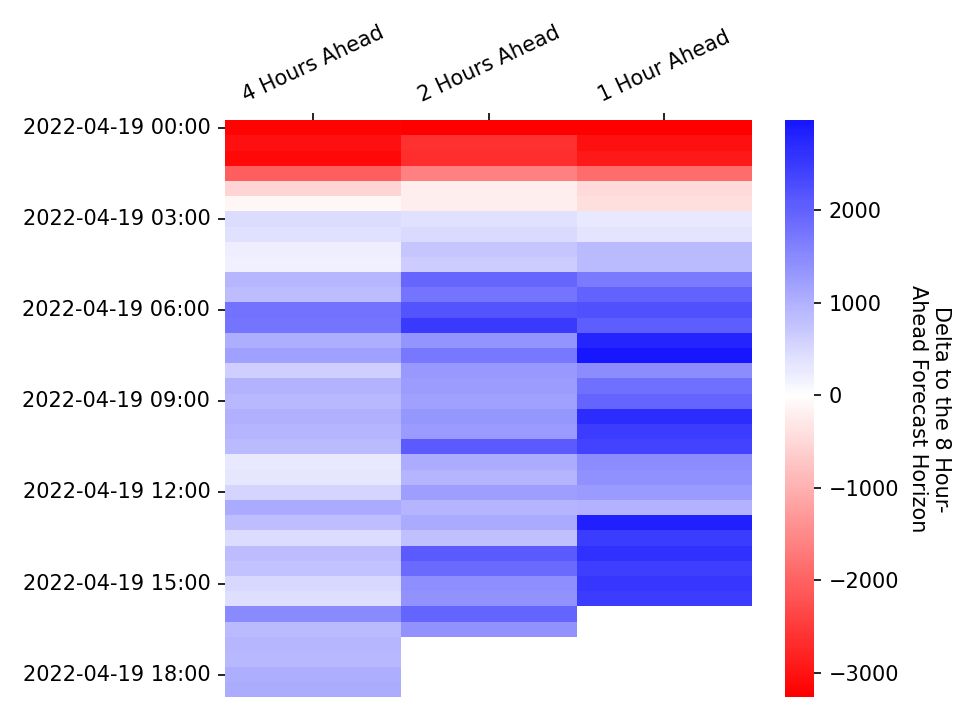 4 Hours Ahead
2 Hours Ahead
1 Hour Ahead
2022-04-19 00:00
2022-04-19 03:00
2022-04-19 06:00
2022-04-19 09:00
2022-04-19 12:00
2022-04-19 15:00
2022-04-19 18:00
2000
1000
0
−1000
−2000
−3000
Delta to the 8 Hour-
Ahead Forecast Horizon